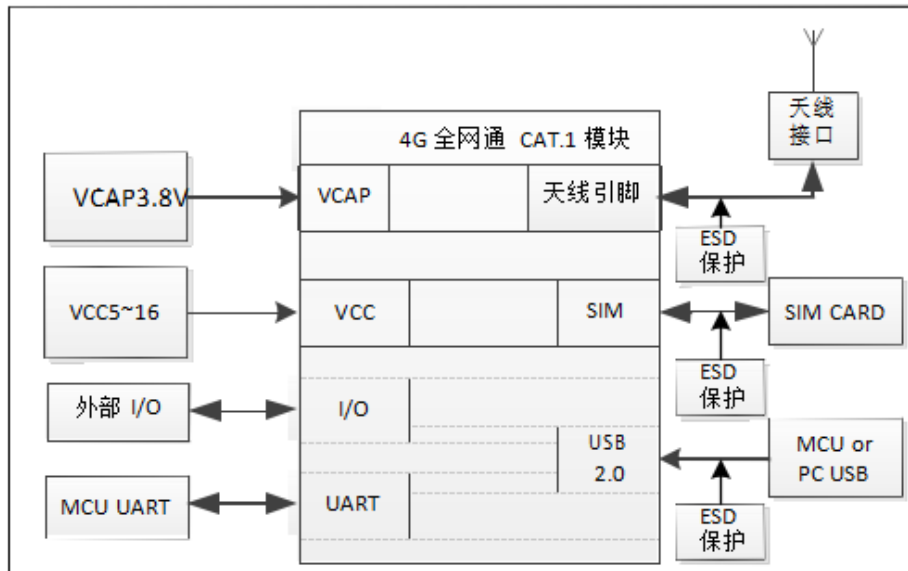 天线
接口
4G 全网通 CAT.1 模块
VCAP3.8V
VCAP
天线引脚
ESD
保护
VCC5~16
VCC
SIM
SIM CARD
ESD
保护
外部 I/O
I/O
USB
2.0
MCU or
PC USB
MCU UART
UART
ESD
保护